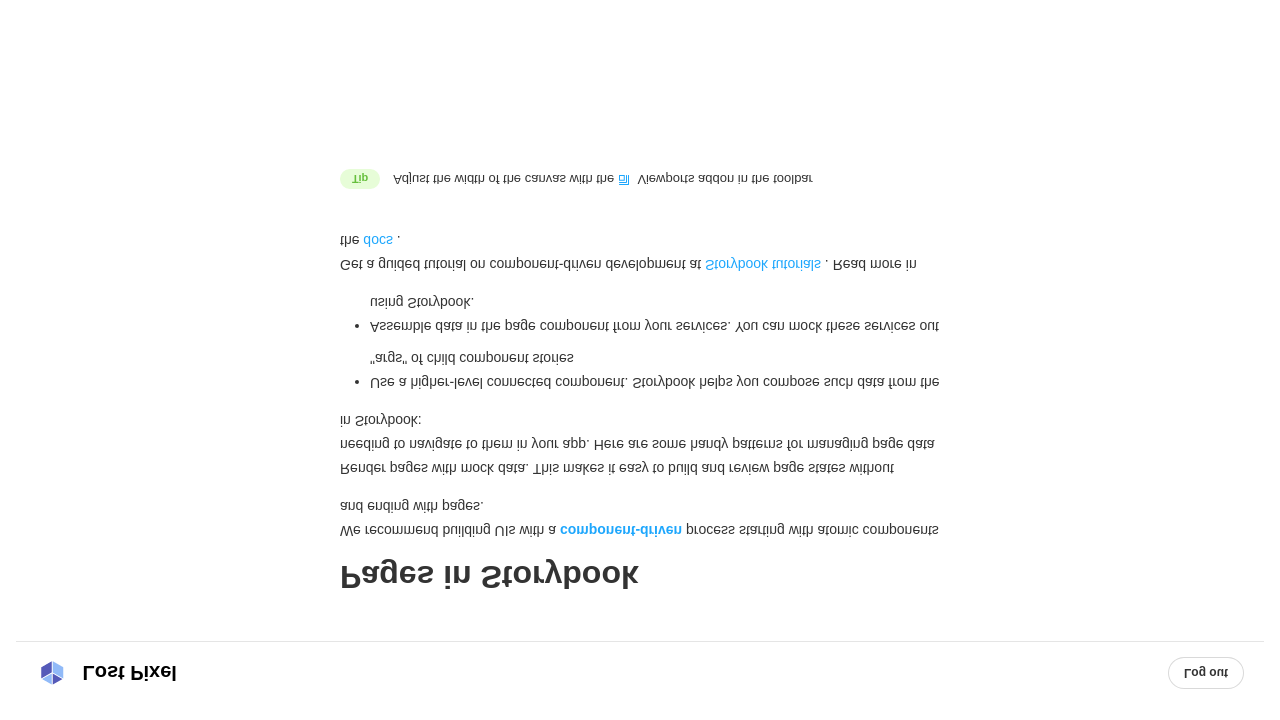 Lost Pixel
Log out
Pages in Storybook
We recommend building UIs with a component-driven process starting with atomic components
and ending with pages.
Render pages with mock data. This makes it easy to build and review page states without
needing to navigate to them in your app. Here are some handy patterns for managing page data
in Storybook:
• Use a higher-level connected component. Storybook helps you compose such data from the
"args" of child component stories
• Assemble data in the page component from your services. You can mock these services out
using Storybook.
Get a guided tutorial on component-driven development at Storybook tutorials . Read more in
the docs .
Tip Adjust the width of the canvas with the Viewports addon in the toolbar